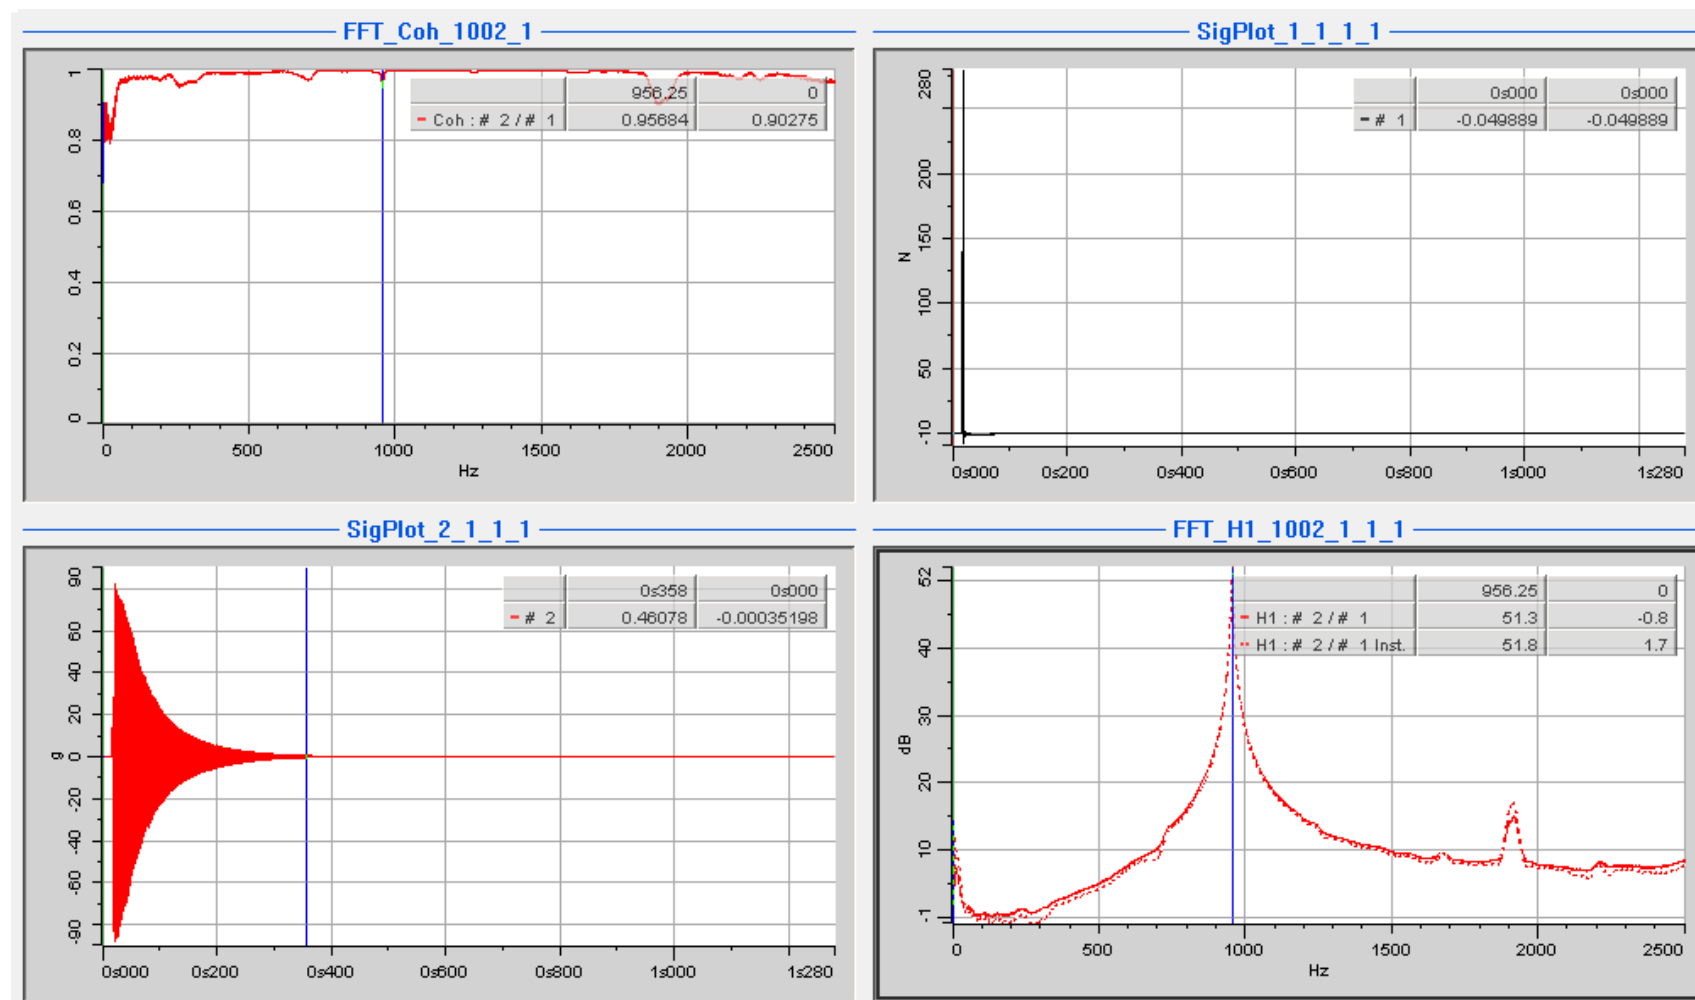 FFT_Coh_1002_1
956.25 0
Coh : # 2 / # 1 0.95684 0.90275
1
0.8
0.6
0.4
0.2
0
0 500 1000 1500 2000 2500
Hz
SigPlot_1_1_1_1
0s000 0s000
# 1 -0.049889 -0.049889
280
200
150
100
50
-10
N
0s000 0s200 0s400 0s600 0s800 1s000 1s280
SigPlot_2_1_1_1
0s358 0s000
# 2 0.46078 -0.00035198
90
60
40
20
0
-20
-40
-60
-90
g
0s000 0s200 0s400 0s600 0s800 1s000 1s280
FFT_H1_1002_1_1_1
956.25 0
H1 : # 2 / # 1 51.3 -0.8
H1 : # 2 / # 1 Inst. 51.8 1.7
52
40
30
20
10
-1
dB
0 500 1000 1500 2000 2500
Hz